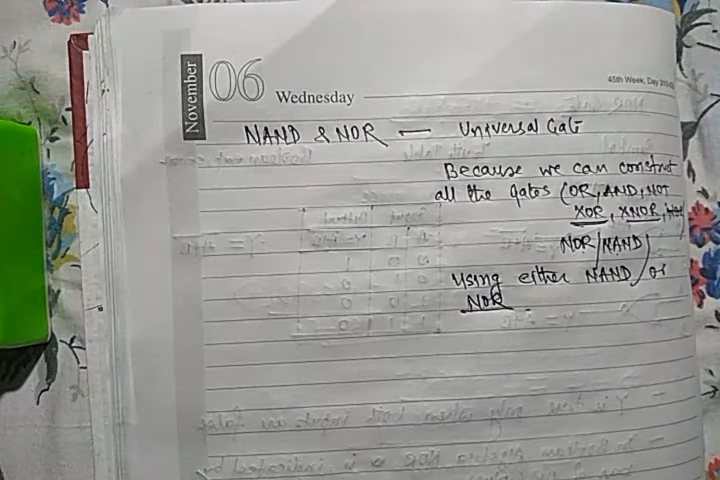 November
06
Wednesday
45th Week, Day
NAND & NOR — Universal Gate
Because we can construct
all the gates (OR, AND, NOT
XOR, XNOR,
NOR/NAND)
Using either NAND or
NOR